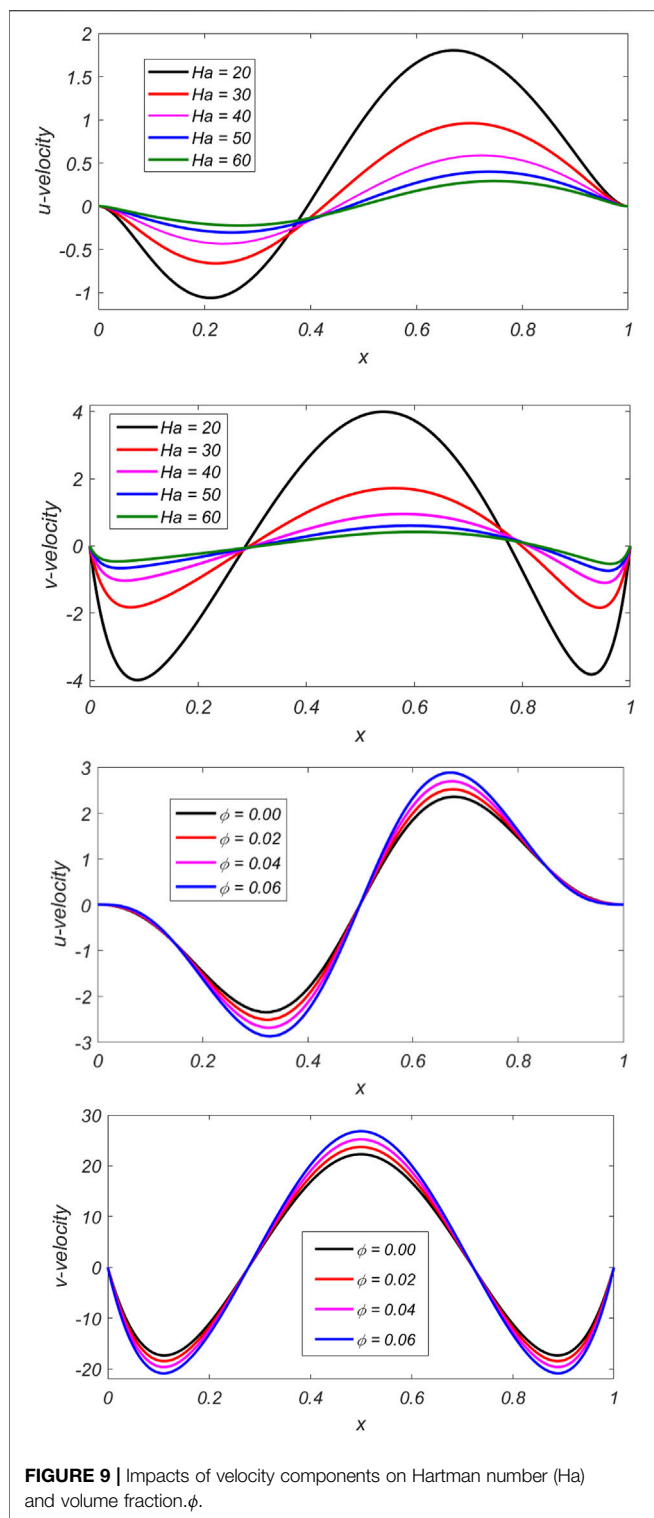 2
1.5
1
0.5
0
-0.5
-1
u-velocity
Ha = 20
Ha = 30
Ha = 40
Ha = 50
Ha = 60
0 0.2 0.4 0.6 0.8 1
x
4
2
0
-2
-4
v-velocity
Ha = 20
Ha = 30
Ha = 40
Ha = 50
Ha = 60
0 0.2 0.4 0.6 0.8 1
x
3
2
1
0
-1
-2
-3
u-velocity
ϕ = 0.00
ϕ = 0.02
ϕ = 0.04
ϕ = 0.06
0 0.2 0.4 0.6 0.8 1
x
30
20
10
0
-10
-20
v-velocity
ϕ = 0.00
ϕ = 0.02
ϕ = 0.04
ϕ = 0.06
0 0.2 0.4 0.6 0.8 1
x
FIGURE 9 | Impacts of velocity components on Hartman number (Ha)
and volume fraction.ϕ.